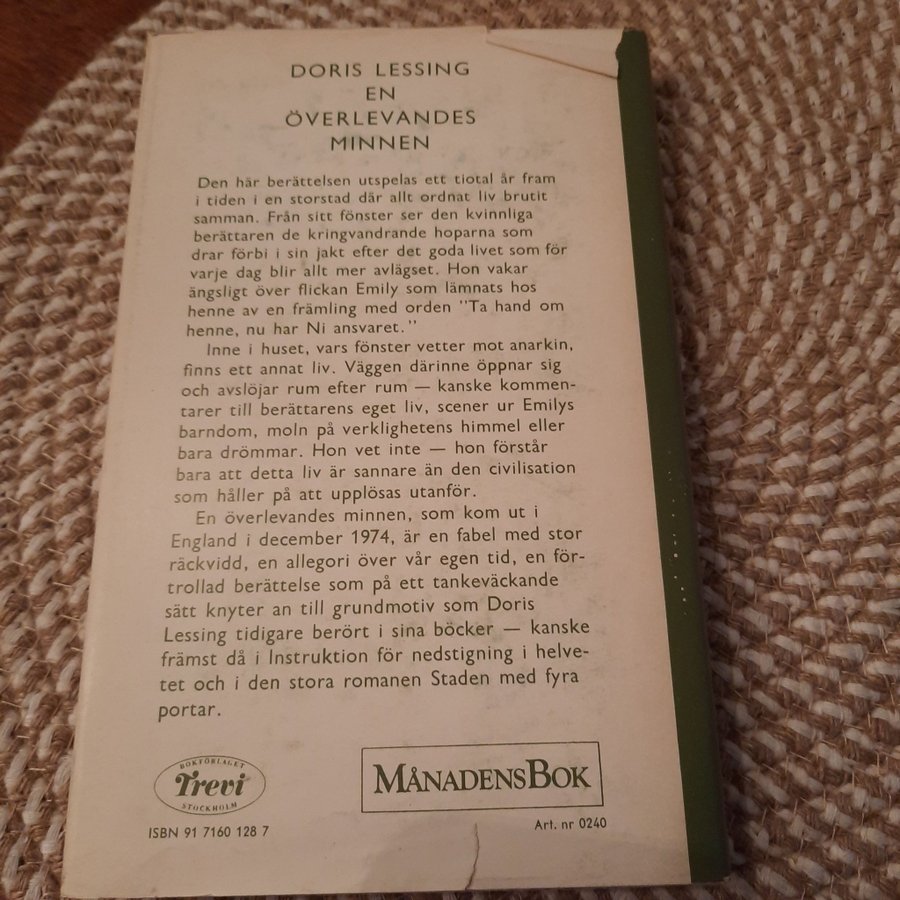 DORIS LESSING
EN
ÖVERLEVANDES
MINNEN
Den här berättelsen utspelas ett tiotal år fram
i tiden i en storstad där allt ordnat liv brutit
samman. Från sitt fönster ser den kvinnliga
berättaren de kringvandrande hoparna som
drar förbi i sin jakt efter det goda livet som för
varje dag blir allt mer avlägset. Hon vakar
ängsligt över flickan Emily som lämnats hos
henne av en främling med orden "Ta hand om
henne, nu har Ni ansvaret."
Inne i huset, vars fönster vetter mot anarkin,
finns ett annat liv. Väggen därinne öppnar sig
och avslöjar rum efter rum — kanske kommen-
tarer till berättarens eget liv, scener ur Emilys
barndom, moln på verklighetens himmel eller
bara drömmar. Hon vet inte — hon förstår
bara att detta liv är sannare än den civilisation
som håller på att upplösas utanför.
En överlevandes minnen, som kom ut i
England i december 1974, är en fabel med stor
räckvidd, en allegori över vår egen tid, en för-
trollad berättelse som på ett tankeväckande
sätt knyter an till grundmotiv som Doris
Lessing tidigare berört i sina böcker — kanske
främst då i Instruktion för nedstigning i helve-
tet och i den stora romanen Staden med fyra
portar.
BOKFÖRLAGET
Trevi
STOCKHOLM
MÅNADENSBOK
ISBN 91 7160 128 7
Art. nr 0240